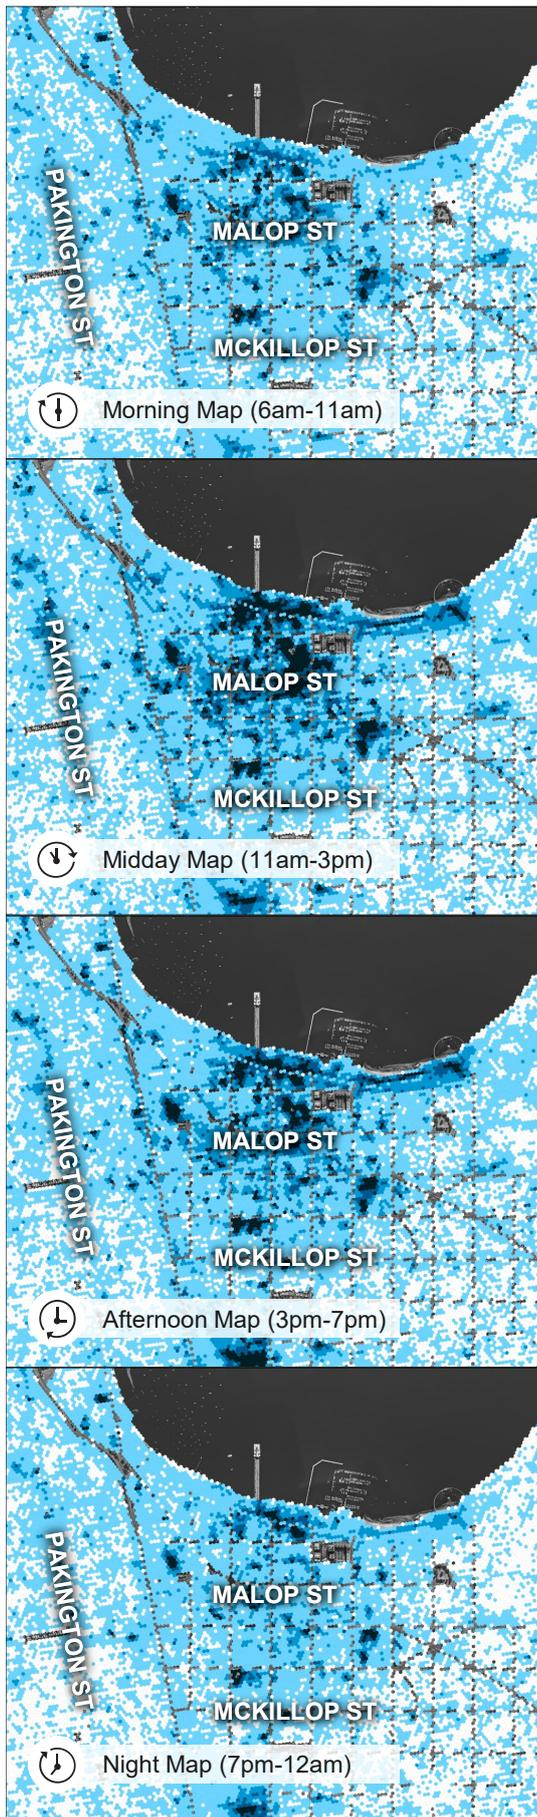 PAKINGTON ST
MALOP ST
MCKILLOP ST
Morning Map (6am-11am)
PAKINGTON ST
MALOP ST
MCKILLOP ST
Midday Map (11am-3pm)
PAKINGTON ST
MALOP ST
MCKILLOP ST
Afternoon Map (3pm-7pm)
PAKINGTON ST
MALOP ST
MCKILLOP ST
Night Map (7pm-12am)